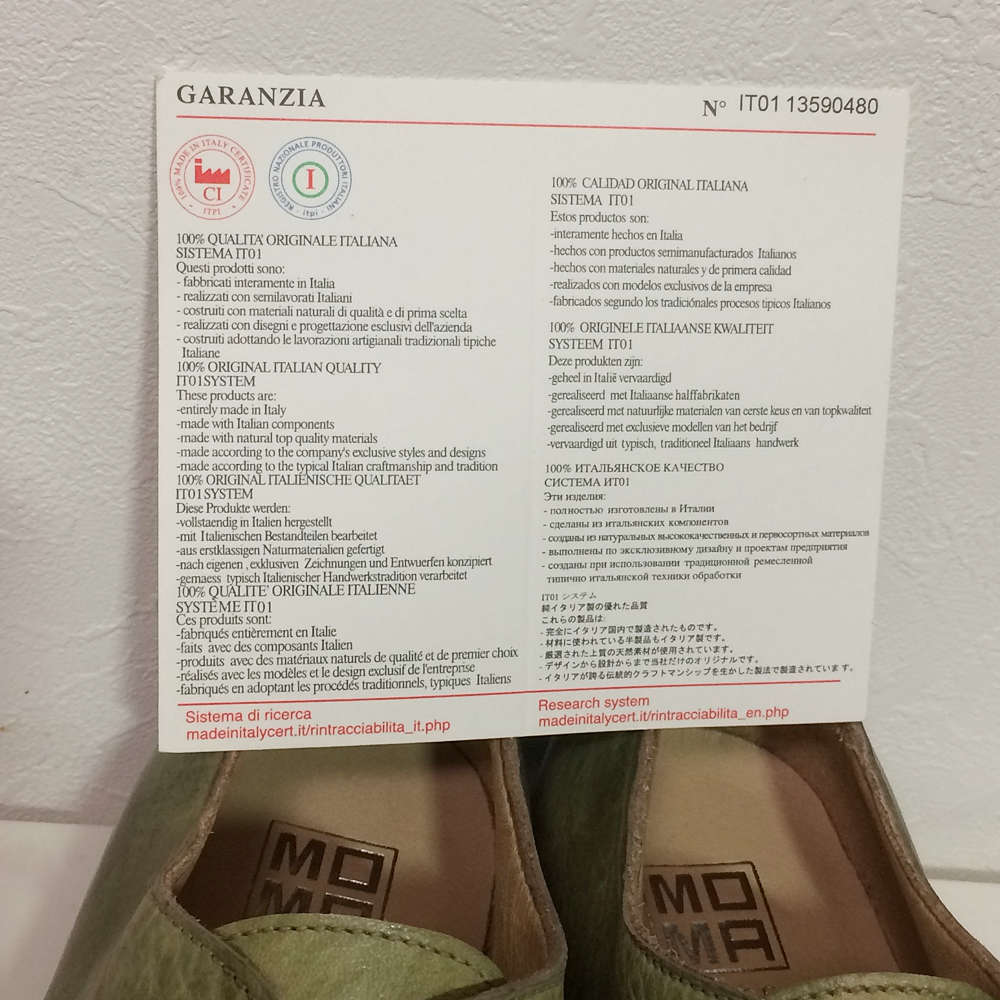 GARANZIA
N° IT01 13590480
100% MADE IN ITALY CERTIFICATE
CI
ITPI
REGISTRO NAZIONALE PRODUTTORI ITALIANI
I
itpi
100% QUALITA' ORIGINALE ITALIANA
SISTEMA IT01
Questi prodotti sono:
- fabbricati interamente in Italia
- realizzati con semilavorati Italiani
- costruiti con materiali naturali di qualità e di prima scelta
- realizzati con disegni e progettazione esclusivi dell'azienda
- costruiti adottando le lavorazioni artigianali tradizionali tipiche
Italiane
100% ORIGINAL ITALIAN QUALITY
IT01SYSTEM
These products are:
-entirely made in Italy
-made with Italian components
-made with natural top quality materials
-made according to the company's exclusive styles and designs
-made according to the typical Italian craftmanship and tradition
100% ORIGINAL ITALIENISCHE QUALITAET
IT01SYSTEM
Diese Produkte werden:
-vollstaendig in Italien hergestellt
-mit Italienischen Bestandteilen bearbeitet
-aus erstklassigen Naturmaterialien gefertigt
-nach eigenen ,exklusiven Zeichnungen und Entwuerfen konzipiert
-gemaess typisch Italienischer Handwerkstradition verarbeitet
100% QUALITE' ORIGINALE ITALIENNE
SYSTÈME IT01
Ces produits sont:
-fabriqués entièrement en Italie
-faits avec des composants Italien
-produits avec des matériaux naturels de qualité et de premier choix
-réalisés avec les modèles et le design exclusif de l'entreprise
-fabriqués en adoptant les procédés traditionnels, typiques Italiens
100% CALIDAD ORIGINAL ITALIANA
SISTEMA IT01
Estos productos son:
-interamente hechos en Italia
-hechos con productos semimanufacturados Italianos
-hechos con materiales naturales y de primera calidad
-realizados con modelos exclusivos de la empresa
-fabricados segundo los tradiciónales procesos tipicos Italianos
100% ORIGINELE ITALIAANSE KWALITEIT
SYSTEEM IT01
Deze produkten zijn:
-geheel in Italië vervaardigd
-gerealiseerd met Italiaanse halffabrikaten
-gerealiseerd met natuurlijke materialen van eerste keus en van topkwaliteit
-gerealiseerd met exclusieve modellen van het bedrijf
-vervaardigd uit typisch, traditioneel Italiaans handwerk
100% ИТАЛЬЯНСКОЕ КАЧЕСТВО
СИСТЕМА ИТ01
Эти изделия:
- полностью изготовлены в Италии
- сделаны из итальянских компонентов
- созданы из натуральных высококачественных и первосортных материалов
- выполнены по эксклюзивному дизайну и проектам предприятия
- созданы при использовании традиционной ремесленной
типично итальянской техники обработки
IT01 システム
純イタリア製の優れた品質
これらの製品は:
- 完全にイタリア国内で製造されたものです。
- 材料に使われている半製品もイタリア製です。
- 厳選された上質の天然素材が使用されています。
- デザインから設計からまで当社だけのオリジナルです。
- イタリアが誇る伝統的クラフトマンシップを生かした製法で製造されています。
Sistema di ricerca
madeinitalycert.it/rintracciabilita_it.php
Research system
madeinitalycert.it/rintracciabilita_en.php
MO
MA
MO
MA